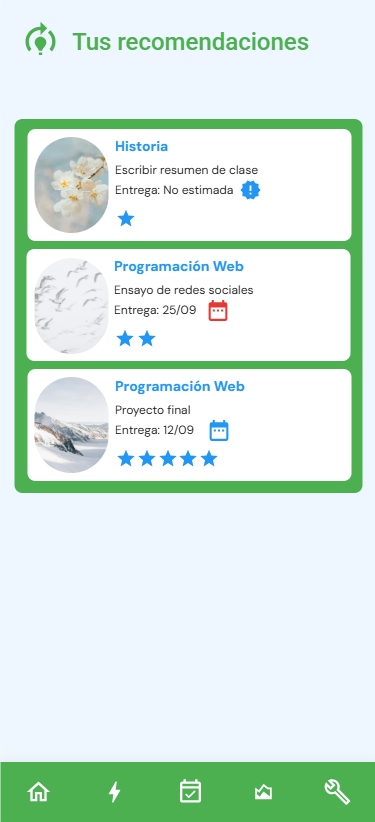 Tus recomendaciones
Historia
Escribir resumen de clase
Entrega: No estimada
Programación Web
Ensayo de redes sociales
Entrega: 25/09
Programación Web
Proyecto final
Entrega: 12/09